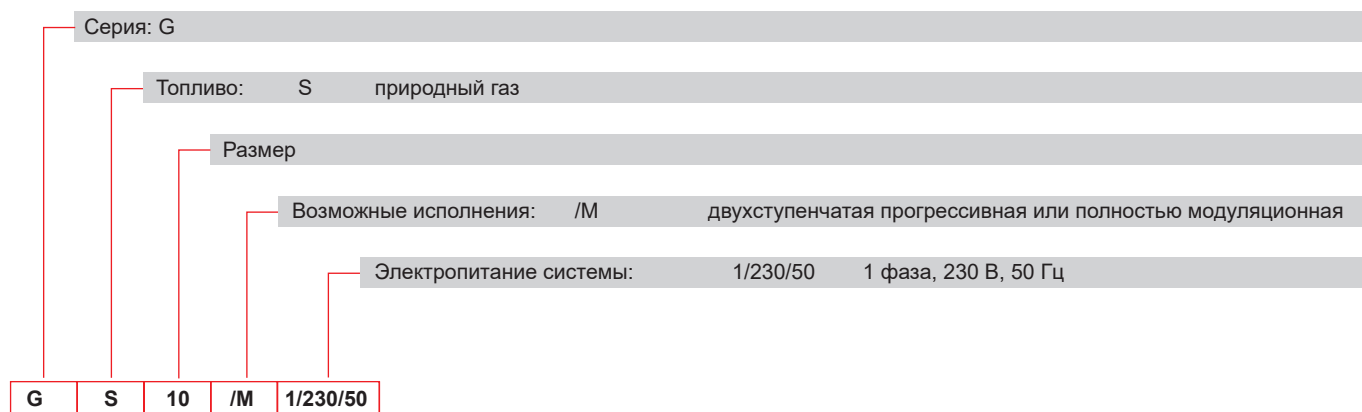 Серия: G
Топливо: S природный газ
Размер
Возможные исполнения: /M двухступенчатая прогрессивная или полностью модуляционная
Электропитание системы: 1/230/50 1 фаза, 230 В, 50 Гц
G S 10 /M 1/230/50